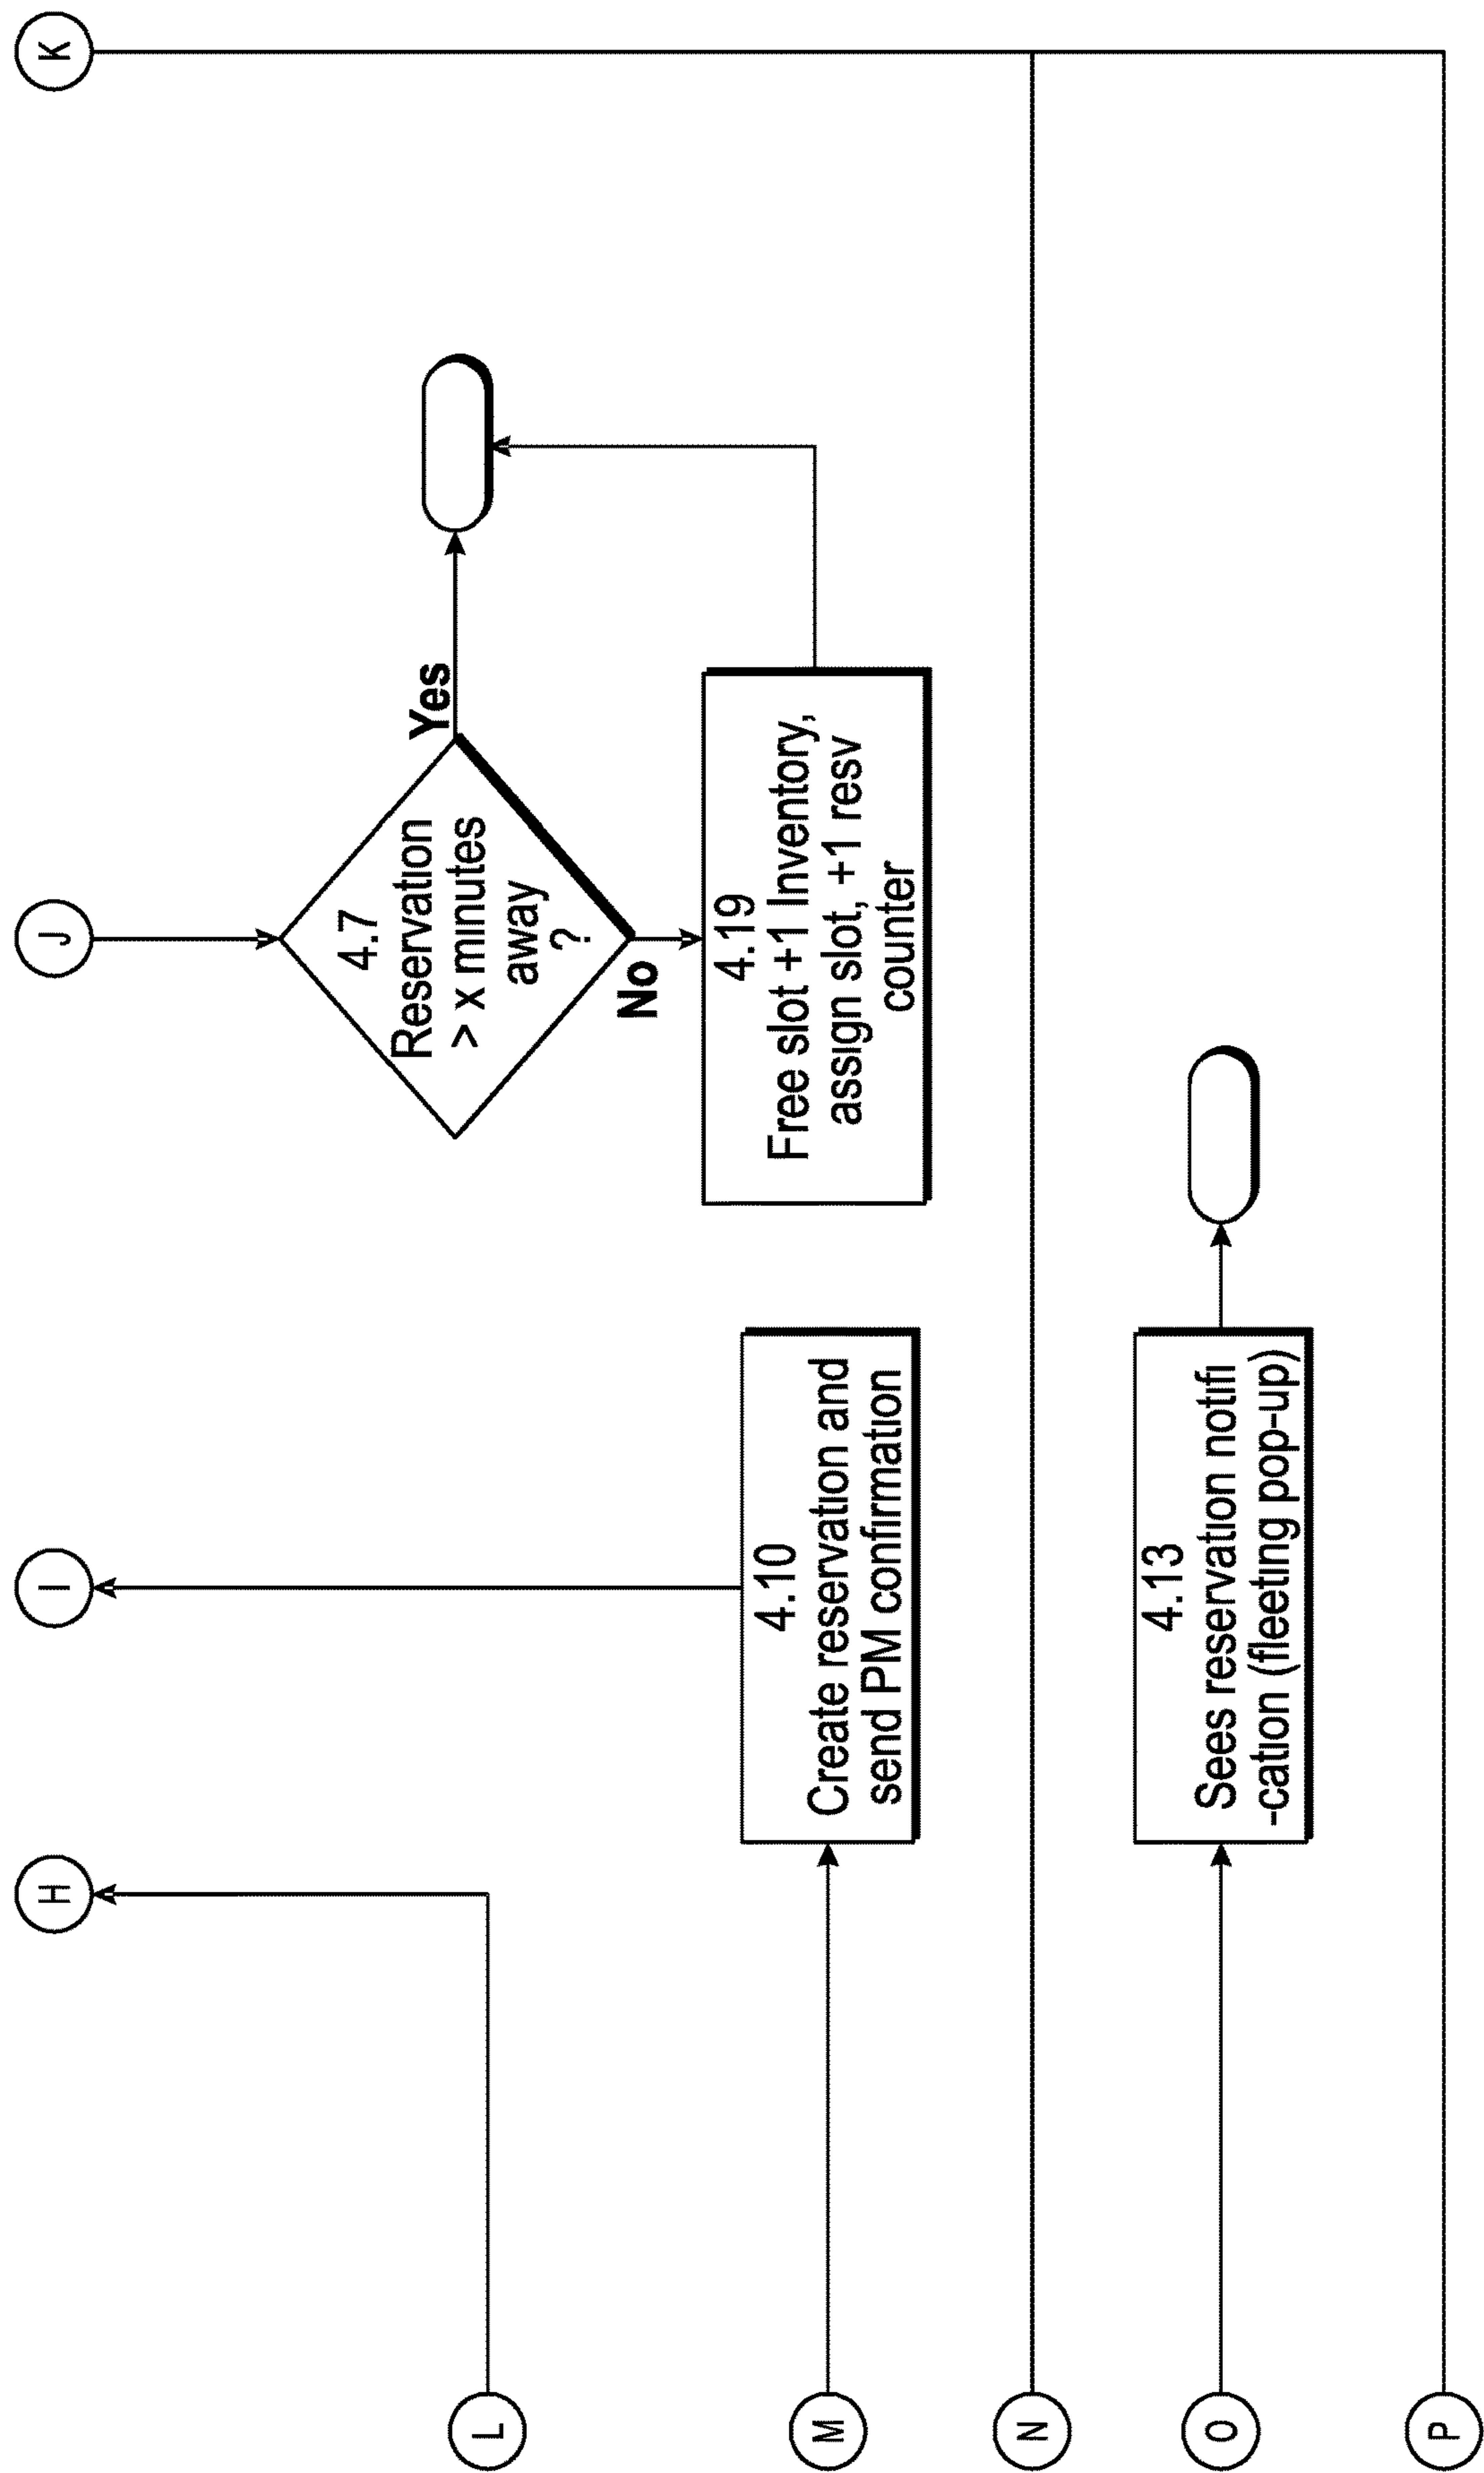 H
I
J
K
L
4.7
Reservation
> x minutes
away
?
Yes
No
M
4.10
Create reservation and
send PM confirmation
4.19
Free slot +1 Inventory,
assign slot, +1 resv
counter
N
O
4.13
Sees reservation notifi
-cation (fleeting pop-up)
P